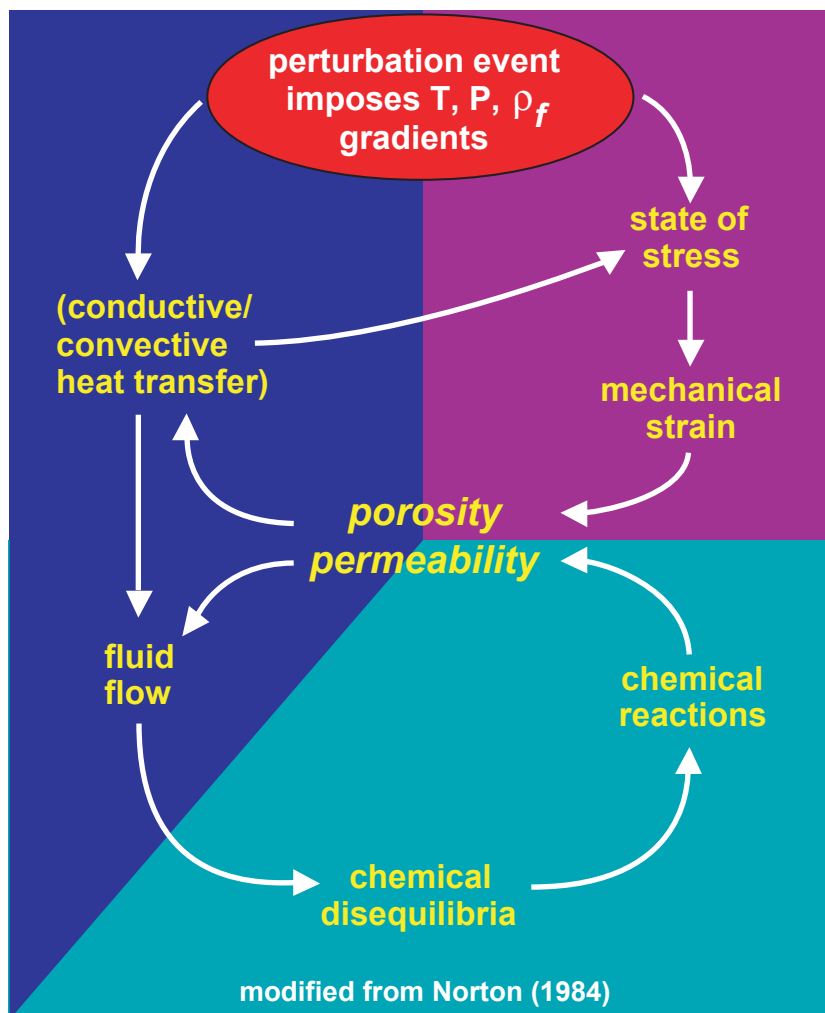 perturbation event
imposes T, P, ρf
gradients
state of
stress
(conductive/
convective
heat transfer)
mechanical
strain
porosity
permeability
fluid
flow
chemical
reactions
chemical
disequilibria
modified from Norton (1984)